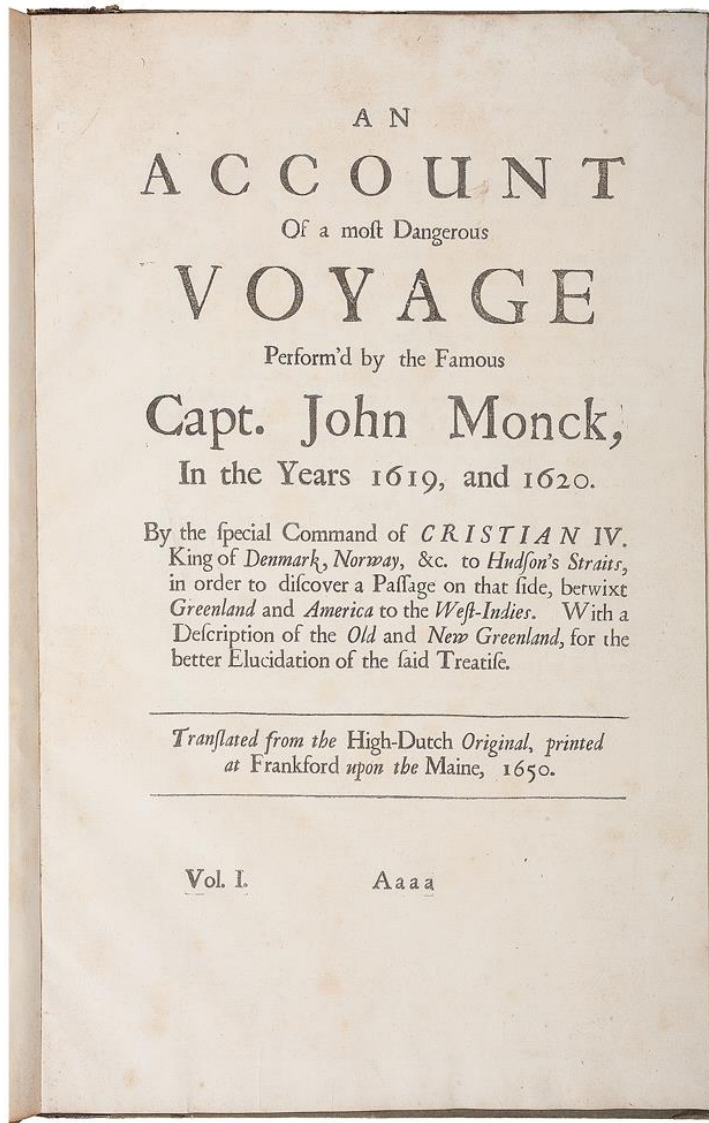 AN
ACCOUNT
Of a moſt Dangerous
VOYAGE
Perform'd by the Famous
Capt. John Monck,
In the Years 1619, and 1620.
By the ſpecial Command of CRISTIAN IV.
King of Denmark, Norway, &c. to Hudſon's Straits,
in order to diſcover a Paſſage on that ſide, betwixt
Greenland and America to the Weſt-Indies. With a
Deſcription of the Old and New Greenland, for the
better Elucidation of the ſaid Treatiſe.
Tranſlated from the High-Dutch Original, printed
at Frankford upon the Maine, 1650.
Vol. I. Aaaa